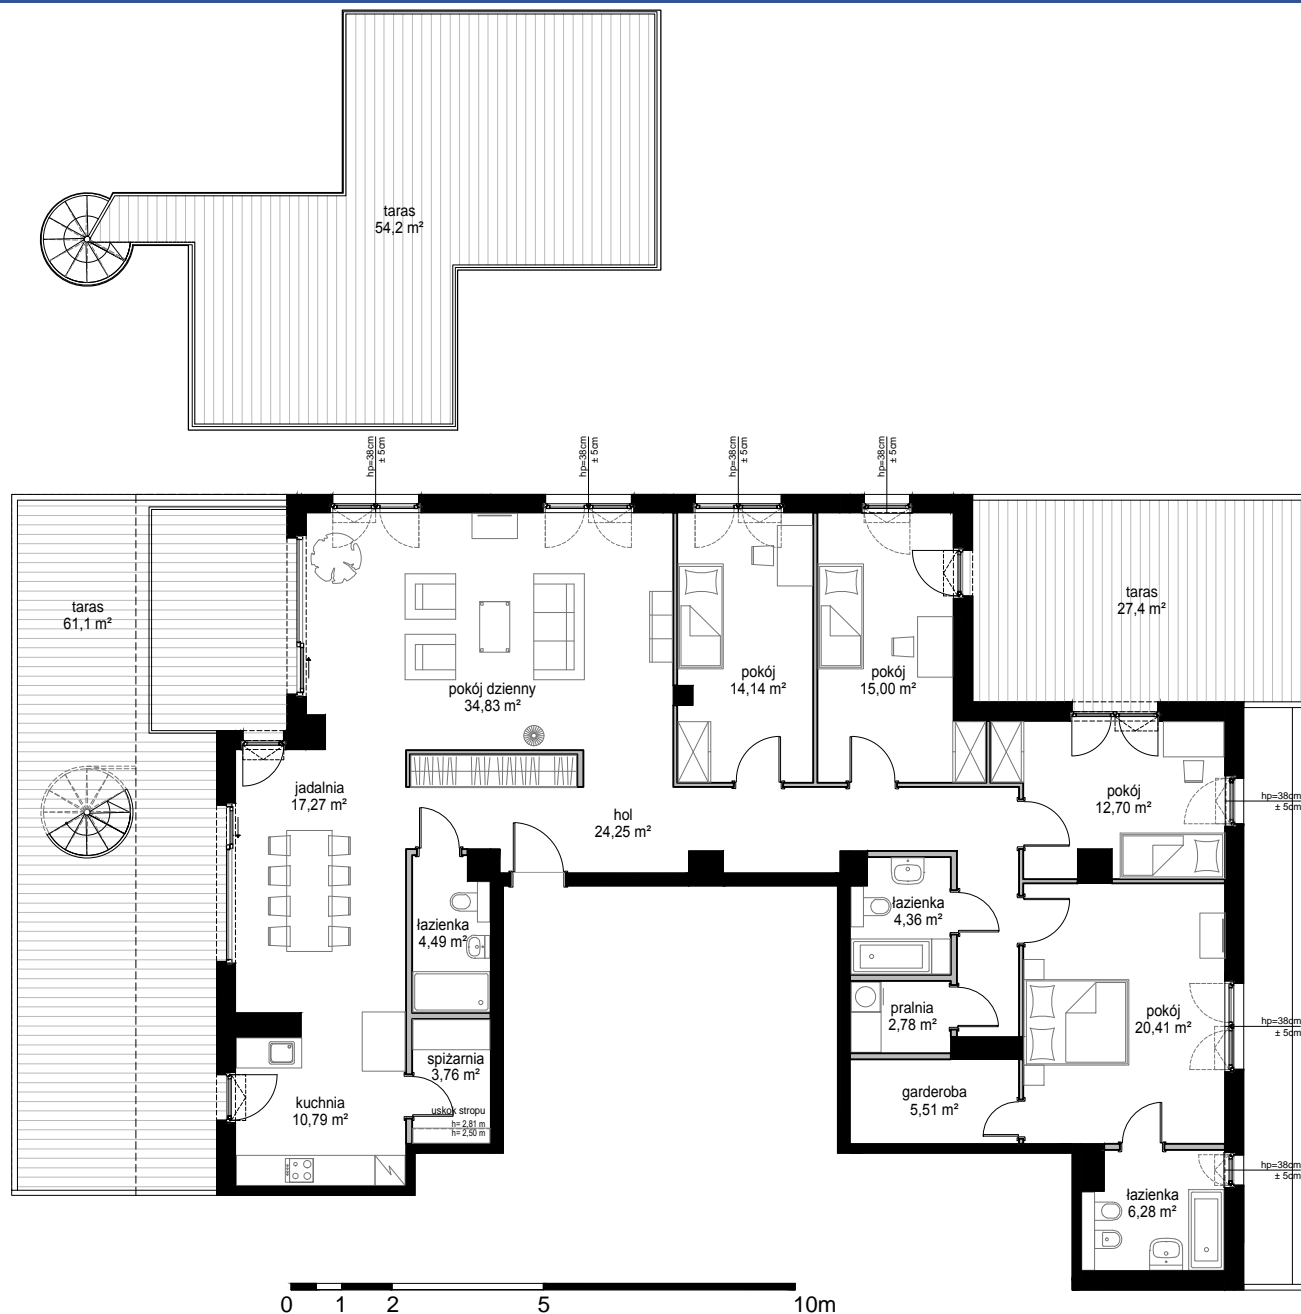 taras
54,2 m²
hp=38cm
± 5cm
hp=38cm
± 5cm
hp=38cm
± 5cm
hp=38cm
± 5cm
taras
61,1 m²
taras
27,4 m²
pokój dzienny
34,83 m²
pokój
14,14 m²
pokój
15,00 m²
jadalnia
17,27 m²
hol
24,25 m²
pokój
12,70 m²
hp=38cm
± 5cm
łazienka
4,49 m²
łazienka
4,36 m²
pralnia
2,78 m²
pokój
20,41 m²
hp=38cm
± 5cm
spiżarnia
3,76 m²
uskok stropu
h= 2,81 m
h= 2,50 m
kuchnia
10,79 m²
garderoba
5,51 m²
hp=38cm
± 5cm
łazienka
6,28 m²
0 1 2 5 10m